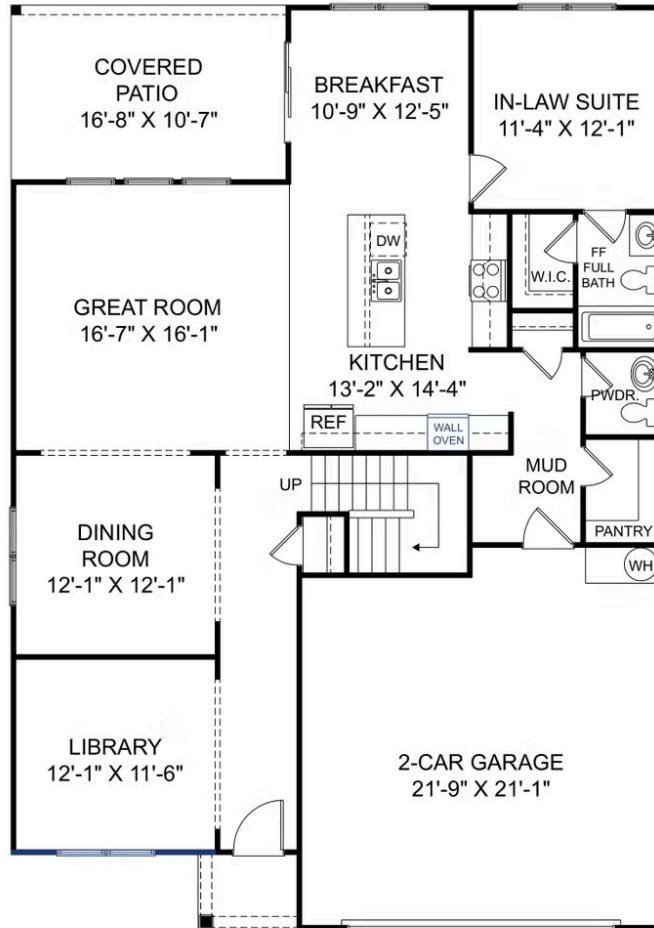 COVERED
PATIO
16'-8" X 10'-7"
BREAKFAST
10'-9" X 12'-5"
IN-LAW SUITE
11'-4" X 12'-1"
DW
W.I.C.
FF
FULL
BATH
GREAT ROOM
16'-7" X 16'-1"
KITCHEN
13'-2" X 14'-4"
PWDR.
REF
WALL
OVEN
UP
MUD
ROOM
PANTRY
DINING
ROOM
12'-1" X 12'-1"
WH
LIBRARY
12'-1" X 11'-6"
2-CAR GARAGE
21'-9" X 21'-1"